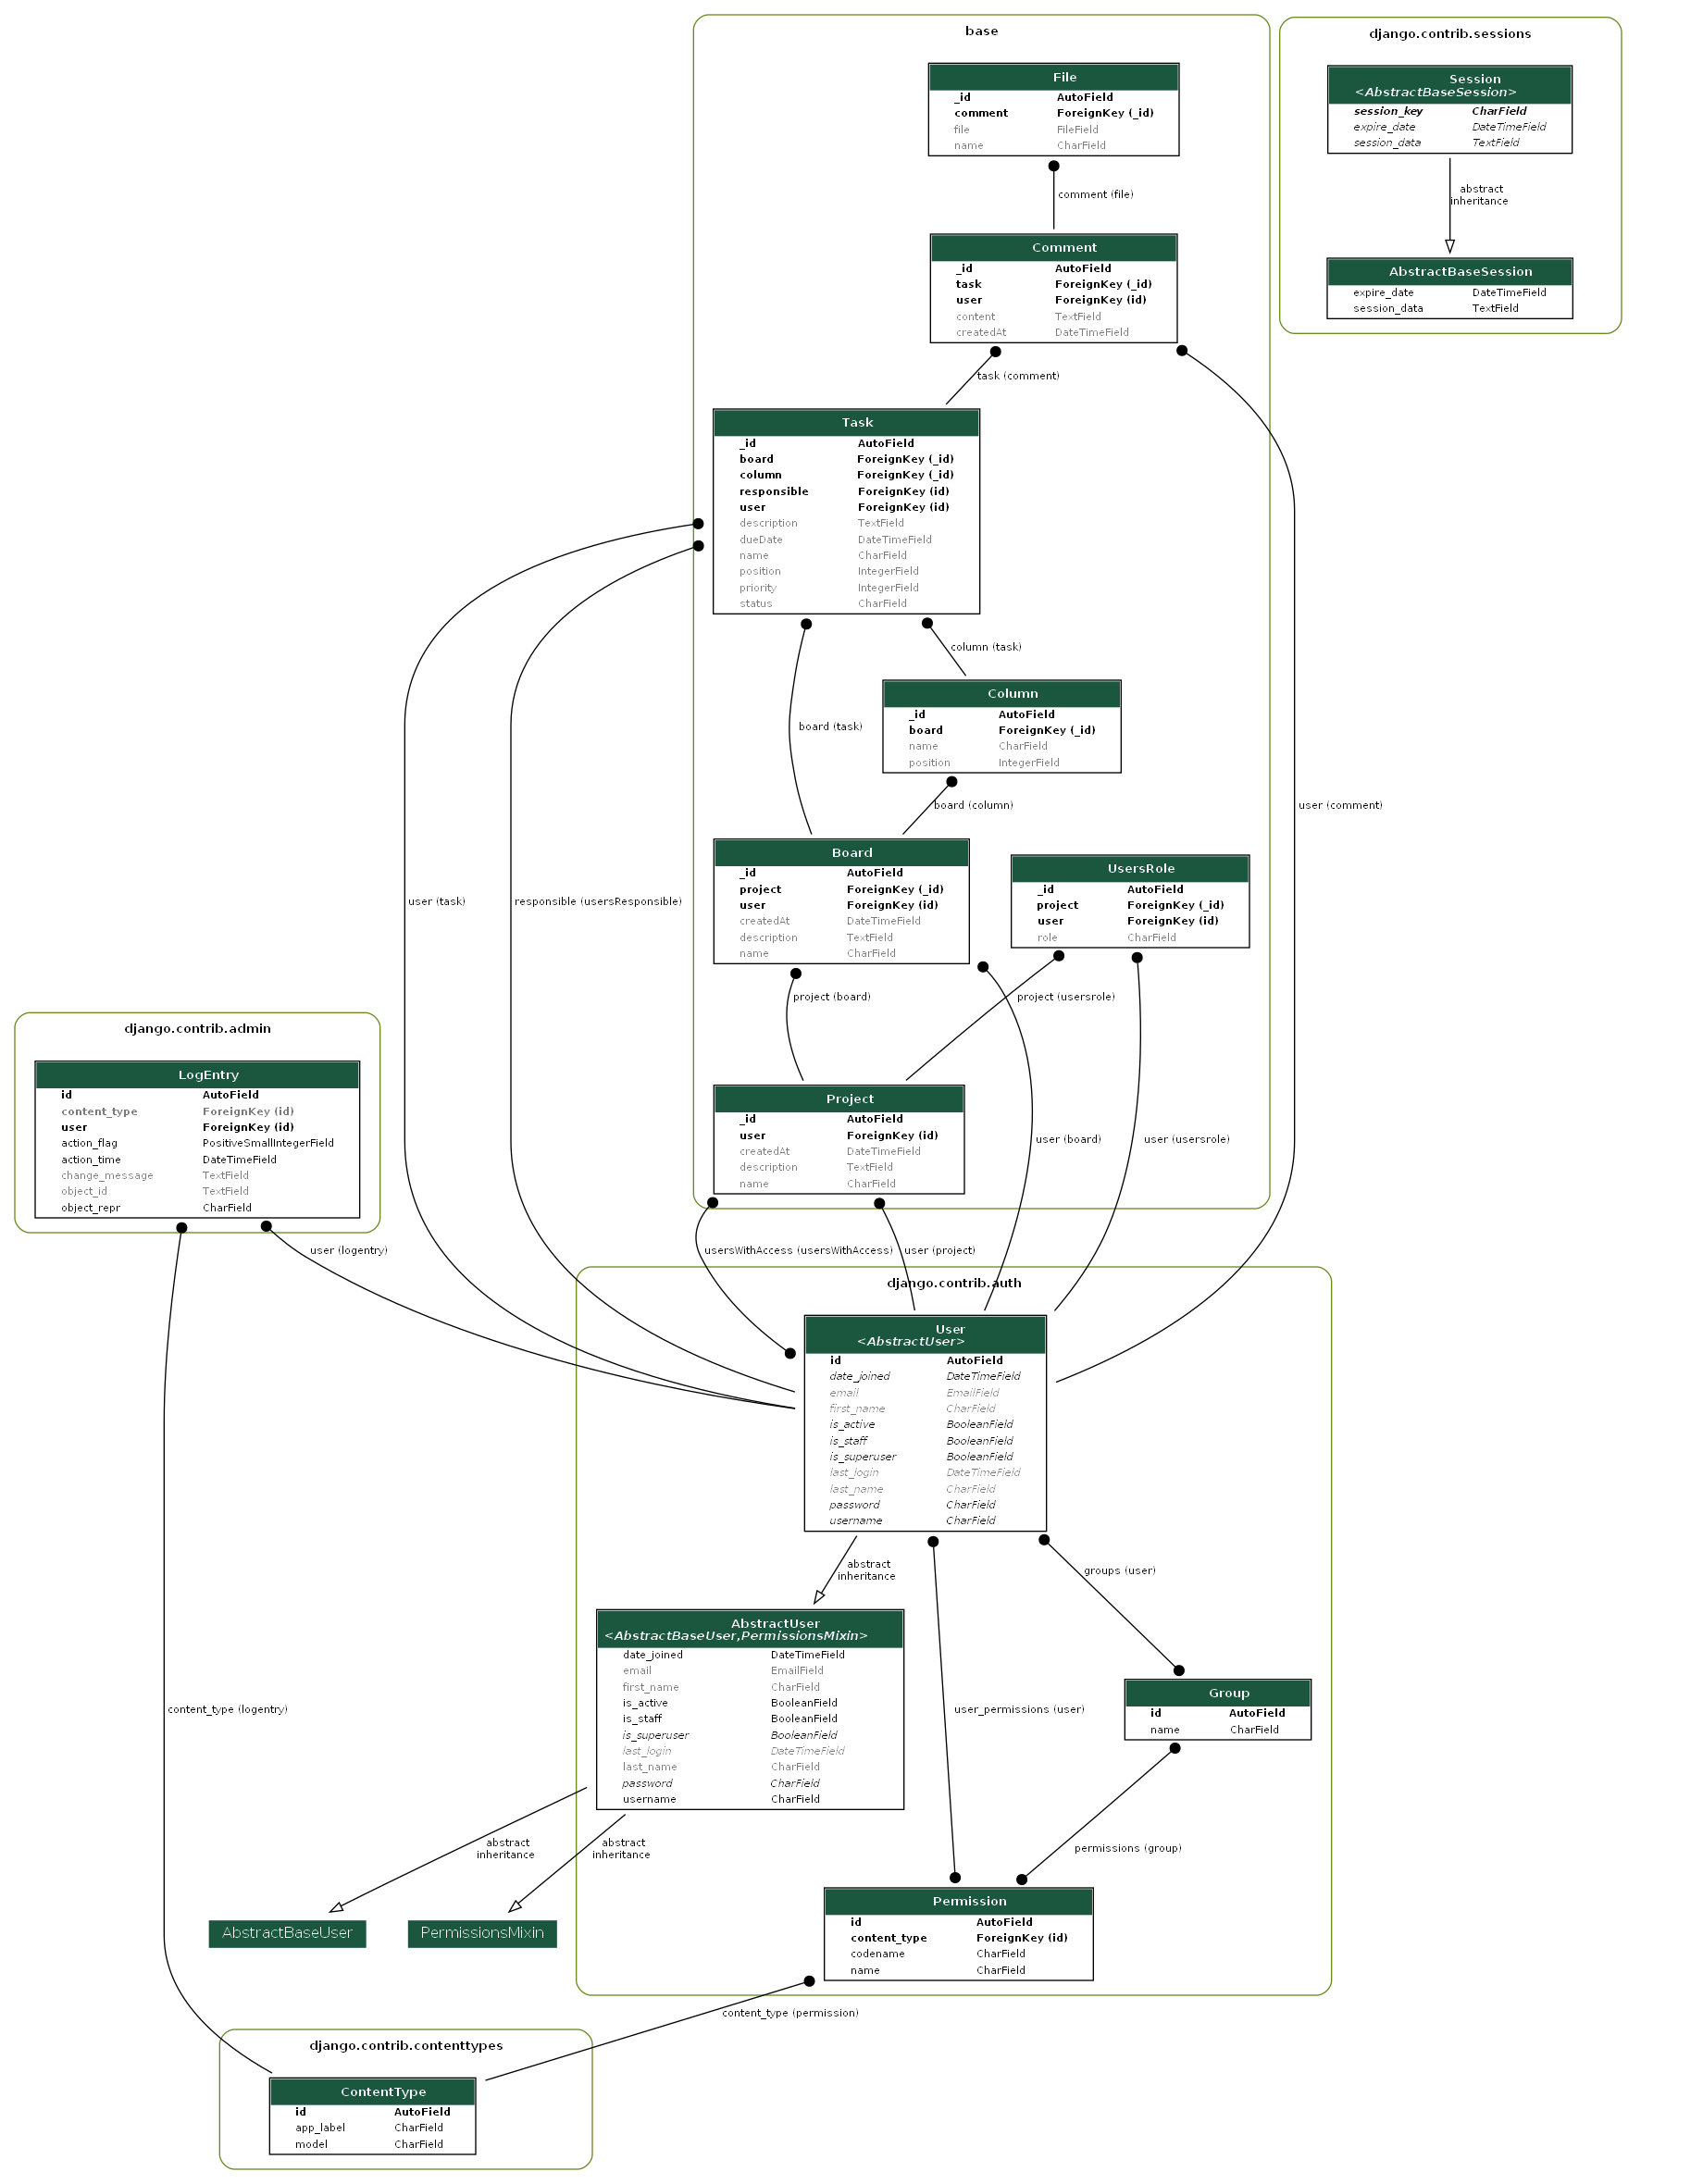 base
File
_id AutoField
comment ForeignKey (_id)
file FileField
name CharField
comment (file)
Comment
_id AutoField
task ForeignKey (_id)
user ForeignKey (id)
content TextField
createdAt DateTimeField
task (comment)
Task
_id AutoField
board ForeignKey (_id)
column ForeignKey (_id)
responsible ForeignKey (id)
user ForeignKey (id)
description TextField
dueDate DateTimeField
name CharField
position IntegerField
priority IntegerField
status CharField
column (task)
board (task)
Column
_id AutoField
board ForeignKey (_id)
name CharField
position IntegerField
board (column)
user (comment)
Board
_id AutoField
project ForeignKey (_id)
user ForeignKey (id)
createdAt DateTimeField
description TextField
name CharField
UsersRole
_id AutoField
project ForeignKey (_id)
user ForeignKey (id)
role CharField
user (task)
responsible (usersResponsible)
project (board)
project (usersrole)
Project
_id AutoField
user ForeignKey (id)
createdAt DateTimeField
description TextField
name CharField
user (board)
user (usersrole)
usersWithAccess (usersWithAccess)
user (project)
django.contrib.sessions
Session
<AbstractBaseSession>
session_key CharField
expire_date DateTimeField
session_data TextField
abstract
inheritance
AbstractBaseSession
expire_date DateTimeField
session_data TextField
django.contrib.admin
LogEntry
id AutoField
content_type ForeignKey (id)
user ForeignKey (id)
action_flag PositiveSmallIntegerField
action_time DateTimeField
change_message TextField
object_id TextField
object_repr CharField
user (logentry)
content_type (logentry)
django.contrib.auth
User
<AbstractUser>
id AutoField
date_joined DateTimeField
email EmailField
first_name CharField
is_active BooleanField
is_staff BooleanField
is_superuser BooleanField
last_login DateTimeField
last_name CharField
password CharField
username CharField
abstract
inheritance
groups (user)
AbstractUser
<AbstractBaseUser,PermissionsMixin>
date_joined DateTimeField
email EmailField
first_name CharField
is_active BooleanField
is_staff BooleanField
is_superuser BooleanField
last_login DateTimeField
last_name CharField
password CharField
username CharField
user_permissions (user)
Group
id AutoField
name CharField
abstract
inheritance
abstract
inheritance
permissions (group)
AbstractBaseUser
PermissionsMixin
Permission
id AutoField
content_type ForeignKey (id)
codename CharField
name CharField
content_type (permission)
django.contrib.contenttypes
ContentType
id AutoField
app_label CharField
model CharField